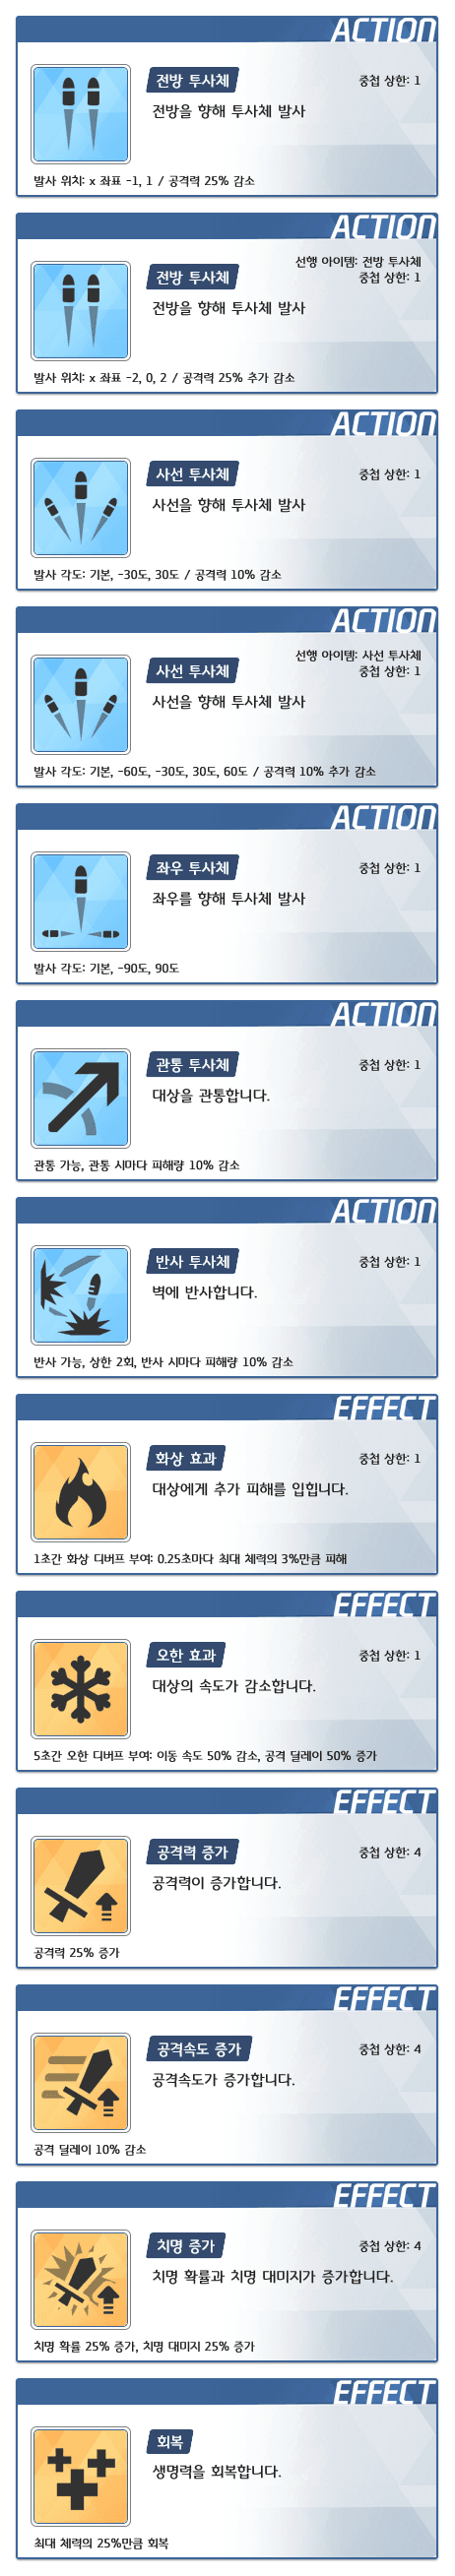 ACTION
전방 투사체
중첩 상한: 1
전방을 향해 투사체 발사
발사 위치: x 좌표 -1, 1 / 공격력 25% 감소
ACTION
선행 아이템: 전방 투사체
전방 투사체
중첩 상한: 1
전방을 향해 투사체 발사
발사 위치: x 좌표 -2, 0, 2 / 공격력 25% 추가 감소
ACTION
사선 투사체
중첩 상한: 1
사선을 향해 투사체 발사
발사 각도: 기본, -30도, 30도 / 공격력 10% 감소
ACTION
선행 아이템: 사선 투사체
사선 투사체
중첩 상한: 1
사선을 향해 투사체 발사
발사 각도: 기본, -60도, -30도, 30도, 60도 / 공격력 10% 추가 감소
ACTION
좌우 투사체
중첩 상한: 1
좌우를 향해 투사체 발사
발사 각도: 기본, -90도, 90도
ACTION
관통 투사체
중첩 상한: 1
대상을 관통합니다.
관통 가능, 관통 시마다 피해량 10% 감소
ACTION
반사 투사체
중첩 상한: 1
벽에 반사합니다.
반사 가능, 상한 2회, 반사 시마다 피해량 10% 감소
EFFECT
화상 효과
중첩 상한: 1
대상에게 추가 피해를 입힙니다.
1초간 화상 디버프 부여: 0.25초마다 최대 체력의 3%만큼 피해
EFFECT
오한 효과
중첩 상한: 1
대상의 속도가 감소합니다.
5초간 오한 디버프 부여: 이동 속도 50% 감소, 공격 딜레이 50% 증가
EFFECT
공격력 증가
중첩 상한: 4
공격력이 증가합니다.
공격력 25% 증가
EFFECT
공격속도 증가
중첩 상한: 4
공격속도가 증가합니다.
공격 딜레이 10% 감소
EFFECT
치명 증가
중첩 상한: 4
치명 확률과 치명 대미지가 증가합니다.
치명 확률 25% 증가, 치명 대미지 25% 증가
EFFECT
회복
생명력을 회복합니다.
최대 체력의 25%만큼 회복